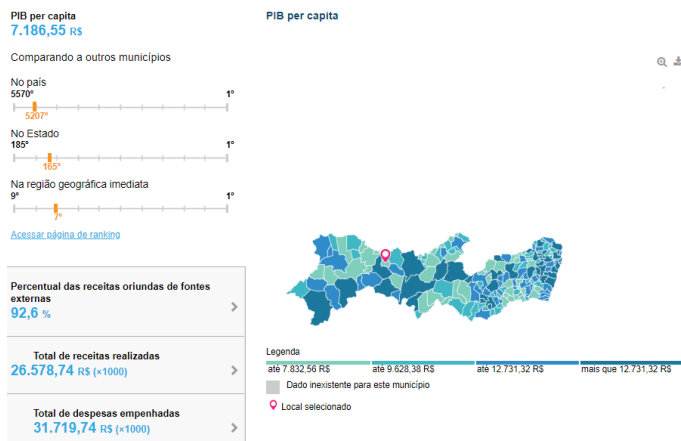 PIB per capita
7.186,55 R$
Comparando a outros municípios
No país
5570º 1º
5207º
No Estado
185º 1º
165º
Na região geográfica imediata
9º 1º
7º
Acessar página de ranking
Percentual das receitas oriundas de fontes
externas
92,6 %
Total de receitas realizadas
26.578,74 R$ (×1000)
Total de despesas empenhadas
31.719,74 R$ (×1000)
PIB per capita
Legenda
até 7.832,56 R$ até 9.628,38 R$ até 12.731,32 R$ mais que 12.731,32 R$
Dado inexistente para este município
Local selecionado